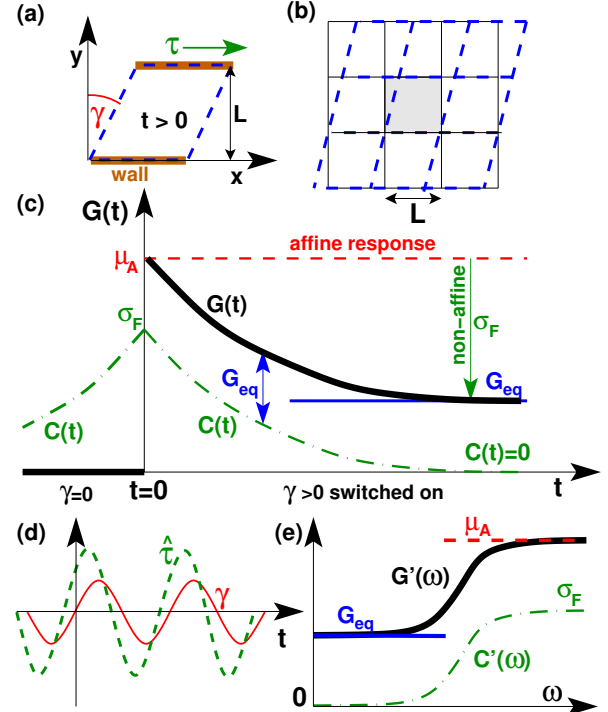 (a)
y
τ
γ
t > 0
L
wall
x
(b)
L
(c)
G(t)
affine response
μA
G(t)
σF
non−affine
σF
Geq
Geq
C(t)
C(t)
C(t)=0
γ=0
t=0
γ >0 switched on
t
(d)
τ̂
γ
t
(e)
μA
G'(ω)
Geq
σF
C'(ω)
0
ω